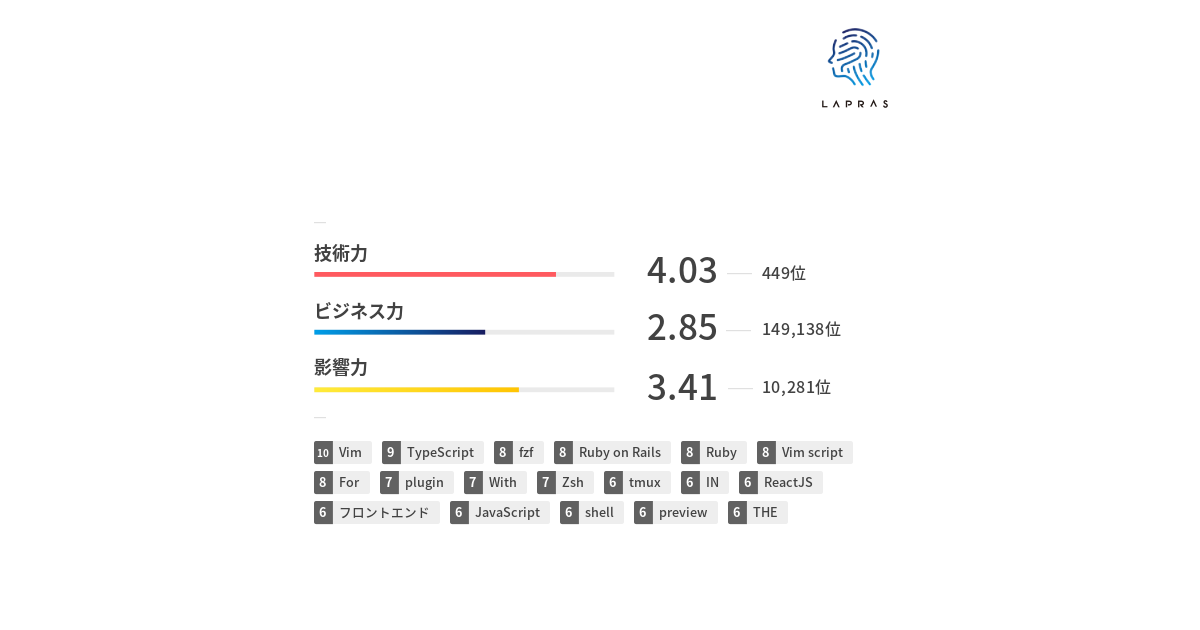 LAPRAS
技術力 4.03 449位
ビジネス力 2.85 149,138位
影響力 3.41 10,281位
10 Vim 9 TypeScript 8 fzf 8 Ruby on Rails 8 Ruby 8 Vim script
8 For 7 plugin 7 With 7 Zsh 6 tmux 6 IN 6 ReactJS
6 フロントエンド 6 JavaScript 6 shell 6 preview 6 THE